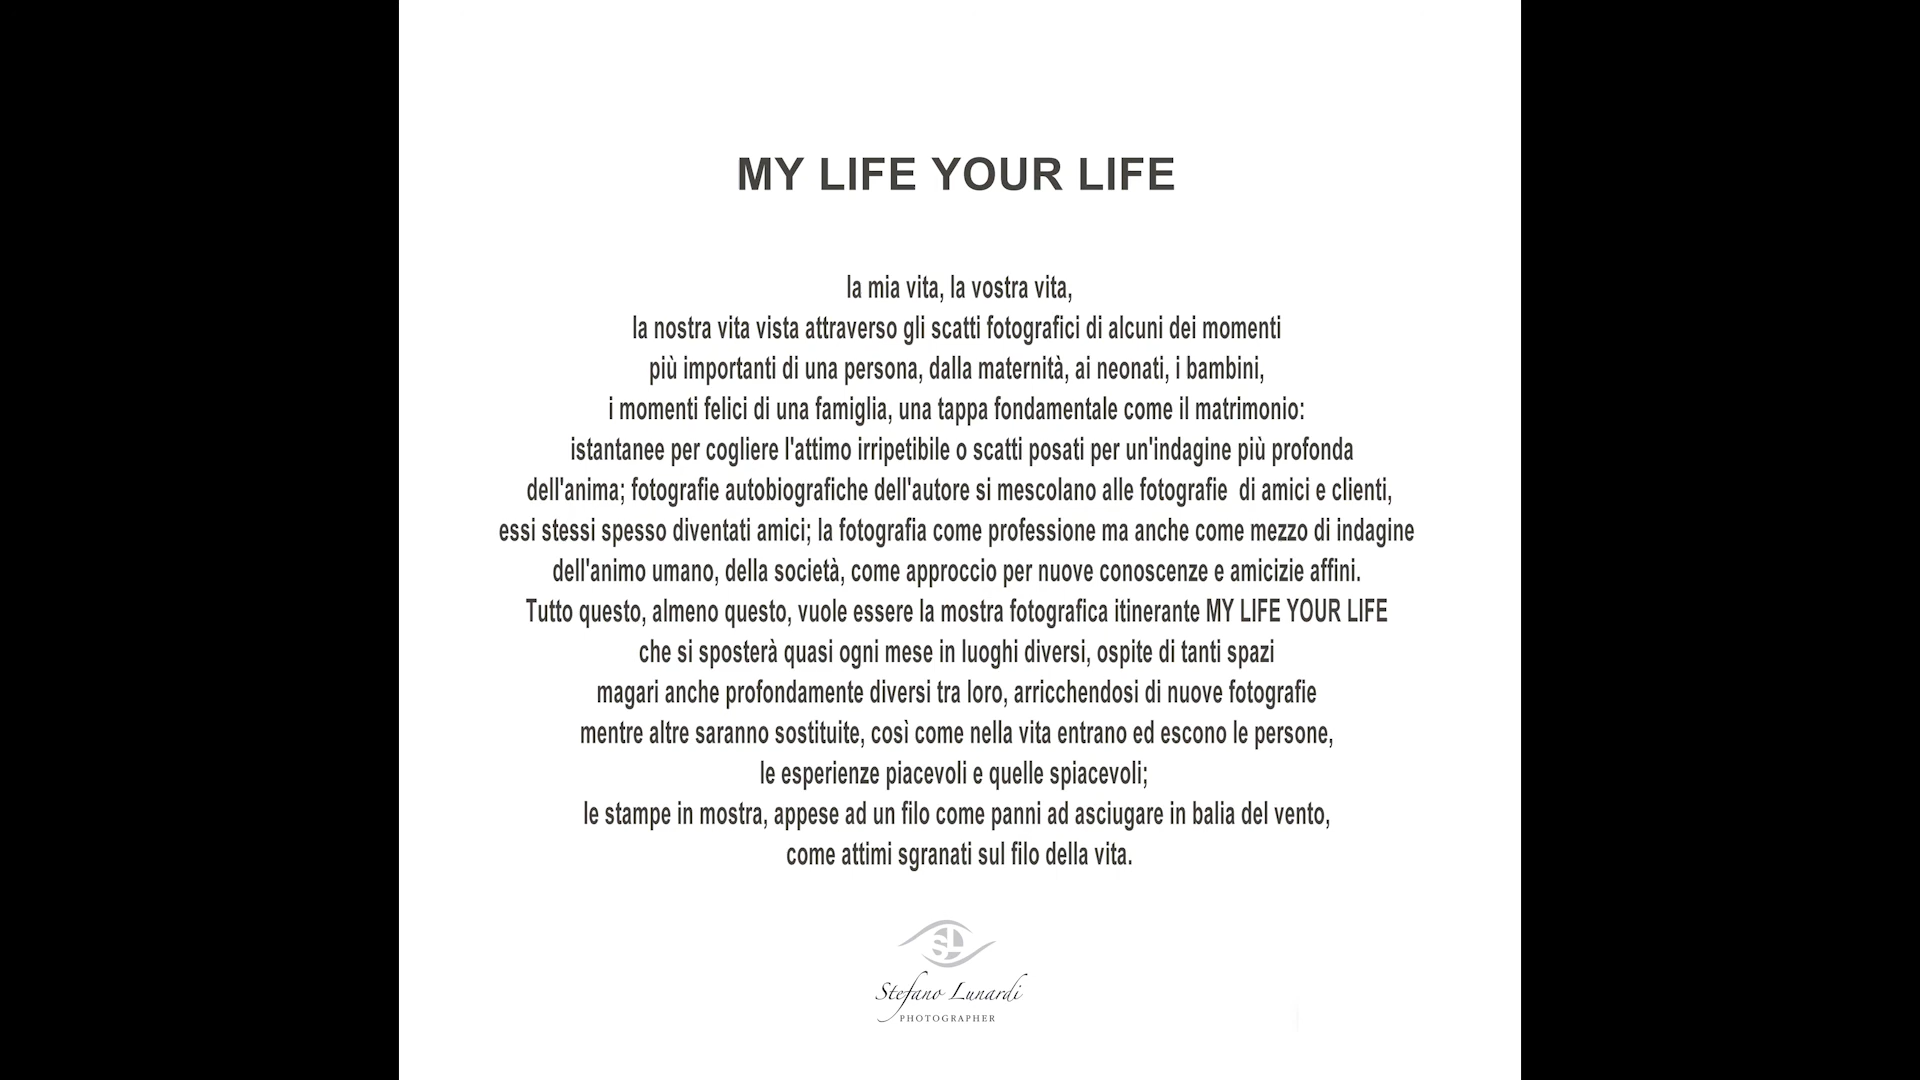 MY LIFE YOUR LIFE
la mia vita, la vostra vita,
la nostra vita vista attraverso gli scatti fotografici di alcuni dei momenti
più importanti di una persona, dalla maternità, ai neonati, i bambini,
i momenti felici di una famiglia, una tappa fondamentale come il matrimonio:
istantanee per cogliere l'attimo irripetibile o scatti posati per un'indagine più profonda
dell'anima; fotografie autobiografiche dell'autore si mescolano alle fotografie  di amici e clienti,
essi stessi spesso diventati amici; la fotografia come professione ma anche come mezzo di indagine
dell'animo umano, della società, come approccio per nuove conoscenze e amicizie affini.
Tutto questo, almeno questo, vuole essere la mostra fotografica itinerante MY LIFE YOUR LIFE
che si sposterà quasi ogni mese in luoghi diversi, ospite di tanti spazi
magari anche profondamente diversi tra loro, arricchendosi di nuove fotografie
mentre altre saranno sostituite, così come nella vita entrano ed escono le persone,
le esperienze piacevoli e quelle spiacevoli;
le stampe in mostra, appese ad un filo come panni ad asciugare in balia del vento,
come attimi sgranati sul filo della vita.
SL
Stefano Lunardi
PHOTOGRAPHER